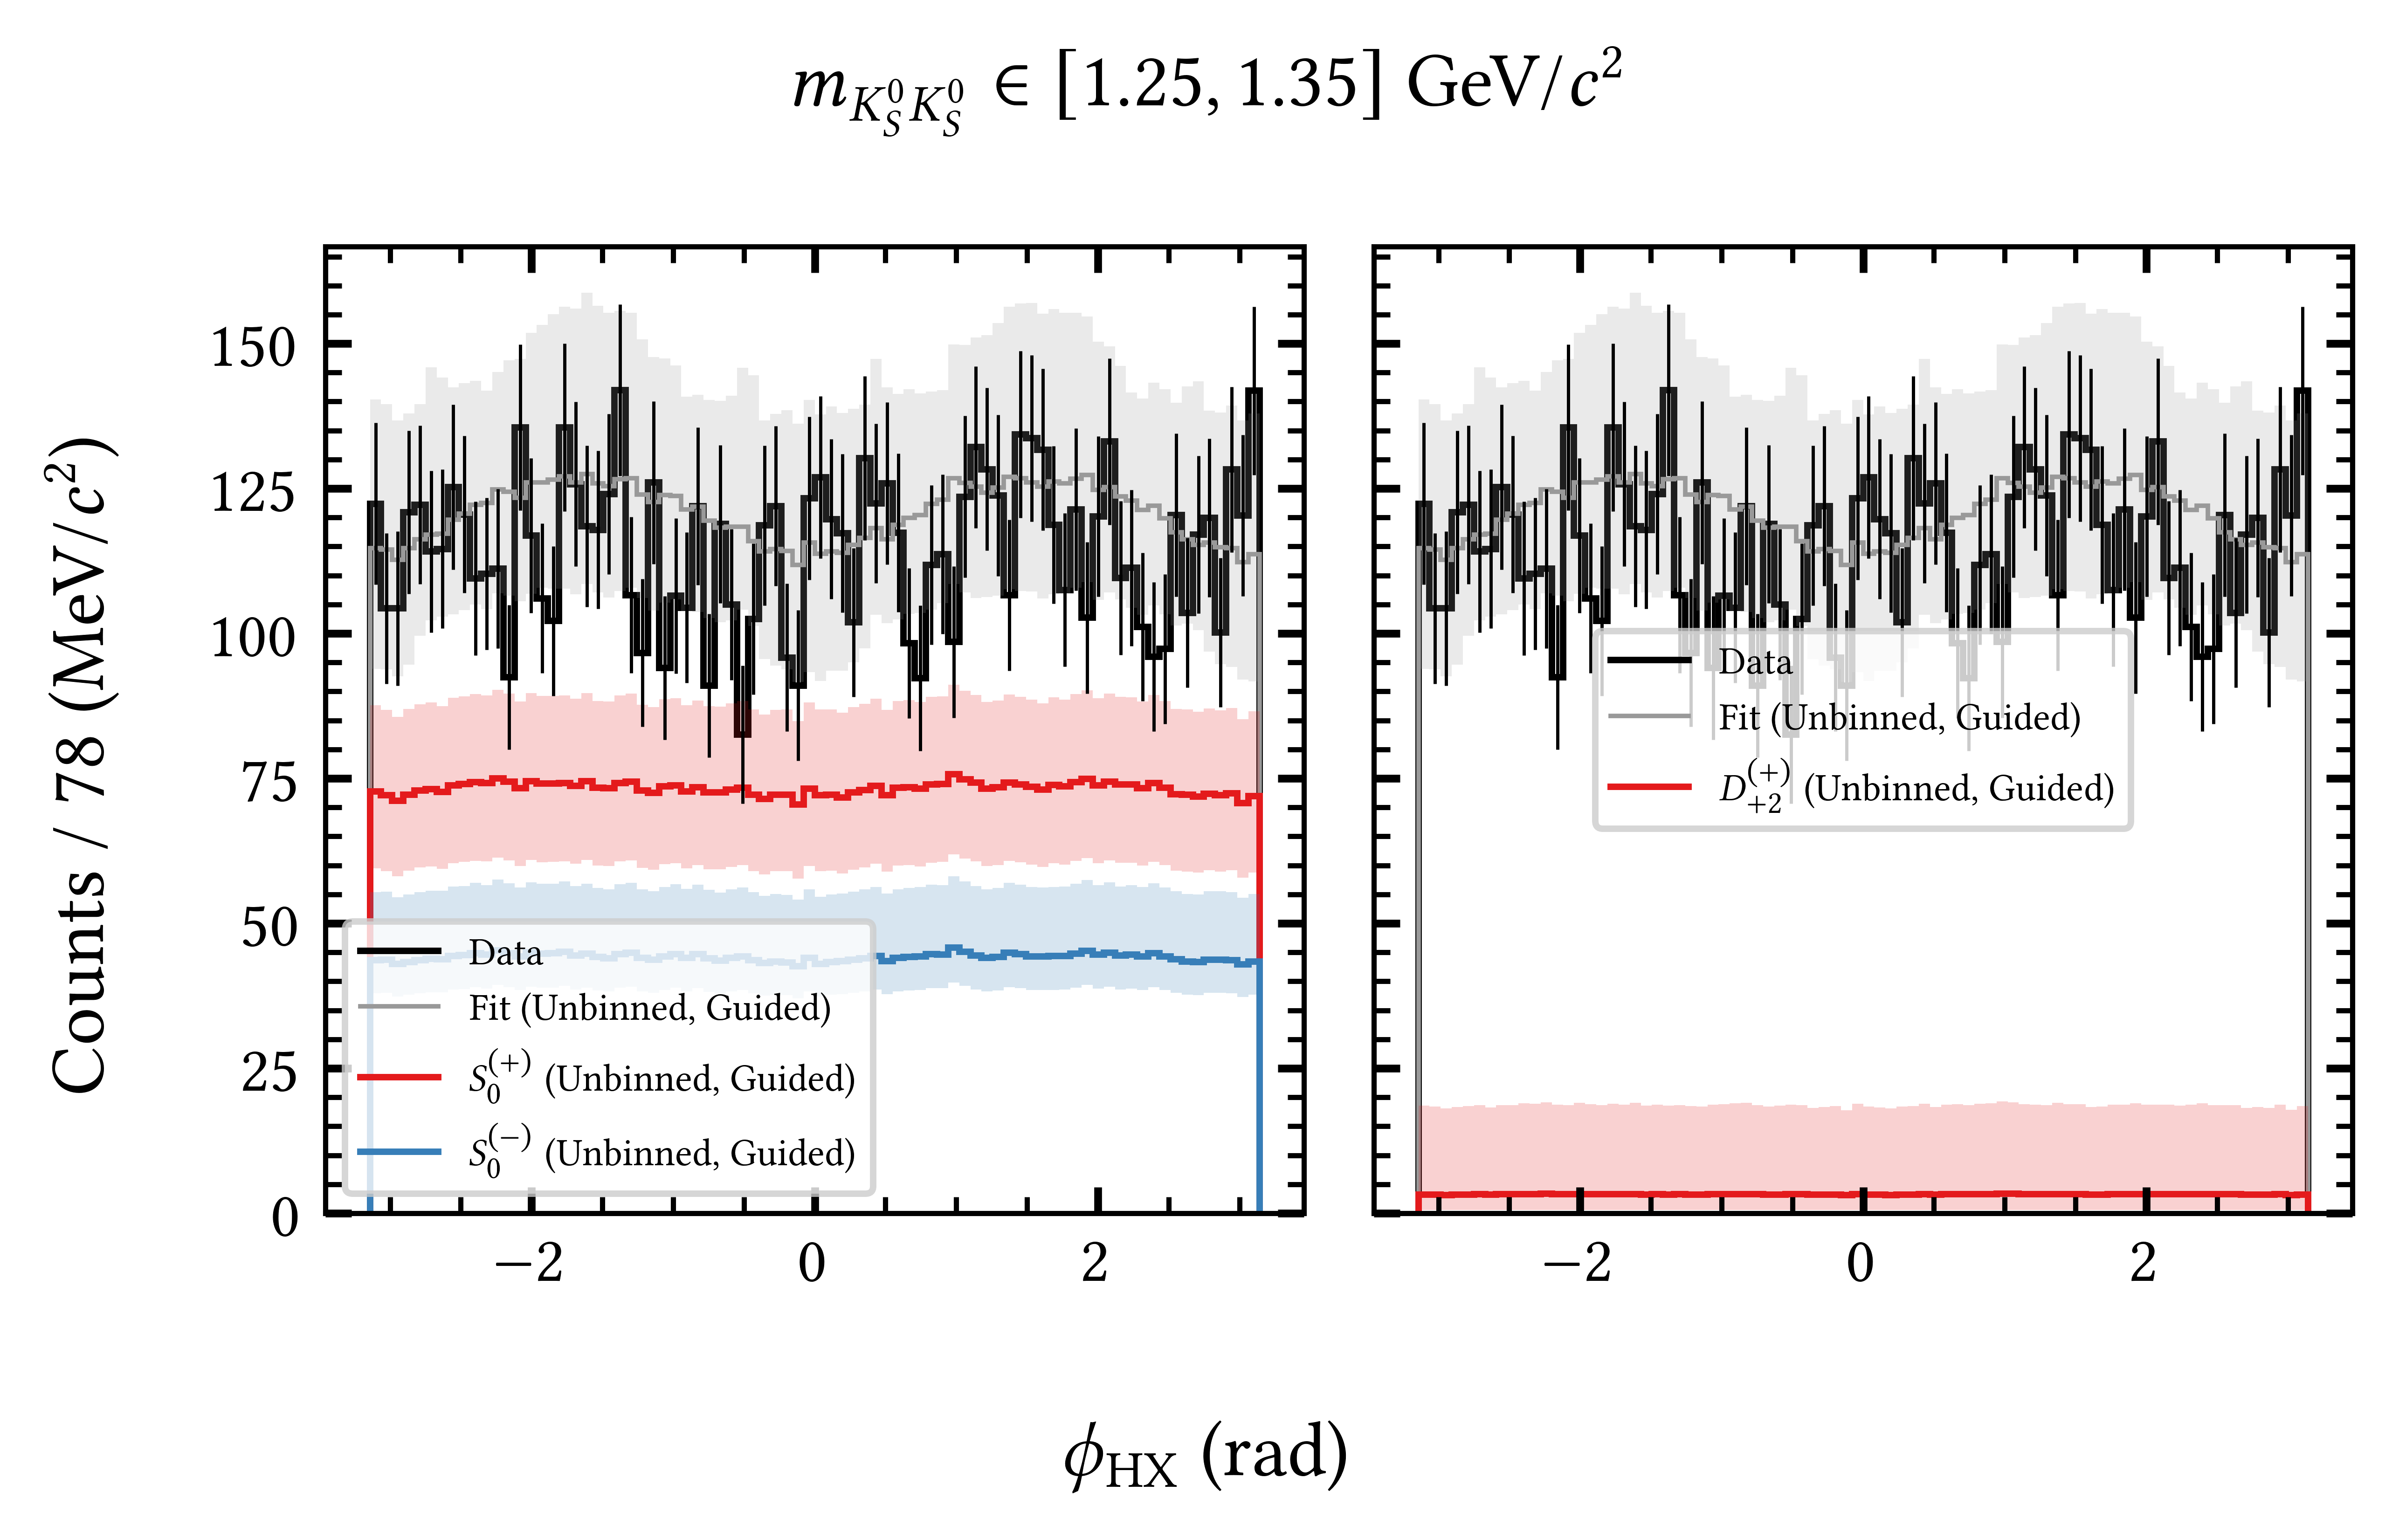 m_{K_S^0 K_S^0} ∈ [1.25, 1.35] GeV/c²
Counts / 78 (MeV/c²)
150
125
100
75
50
25
0
Data
Fit (Unbinned, Guided)
S_0^{(+)} (Unbinned, Guided)
S_0^{(−)} (Unbinned, Guided)
−2 0 2
Data
Fit (Unbinned, Guided)
D_{+2}^{(+)} (Unbinned, Guided)
−2 0 2
ϕ_{HX} (rad)